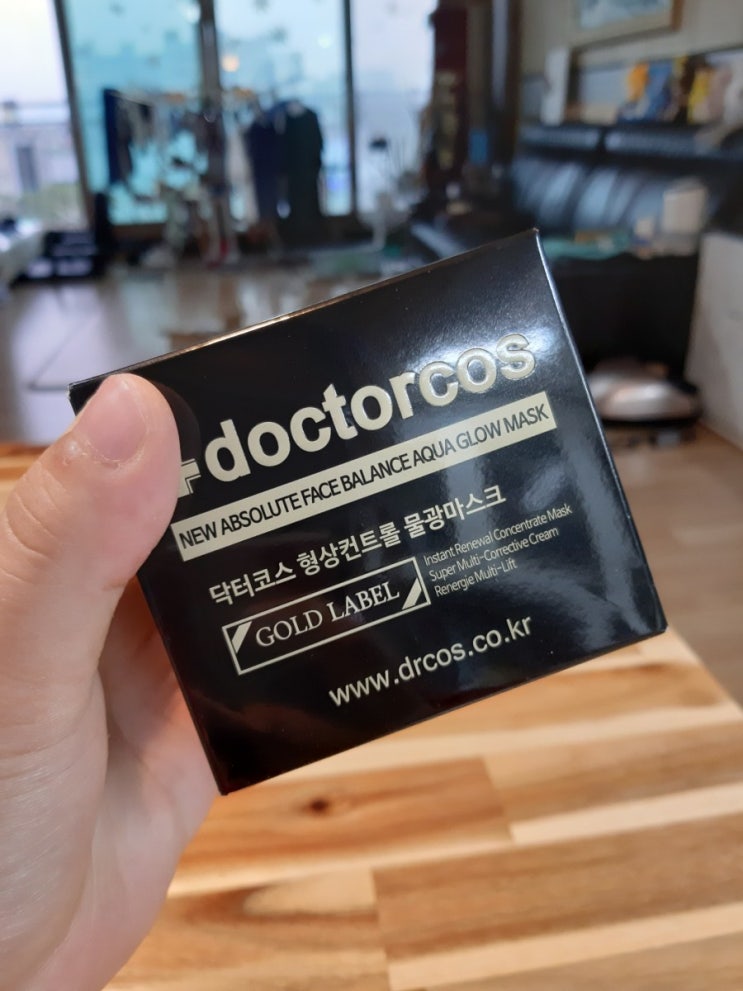 doctorcos
NEW ABSOLUTE FACE BALANCE AQUA GLOW MASK
닥터코스 형상컨트롤 물광마스크
GOLD LABEL
Instant Renewal Concentrate Mask
Super Multi-Corrective Cream
Renergie Multi-Lift
www.drcos.co.kr